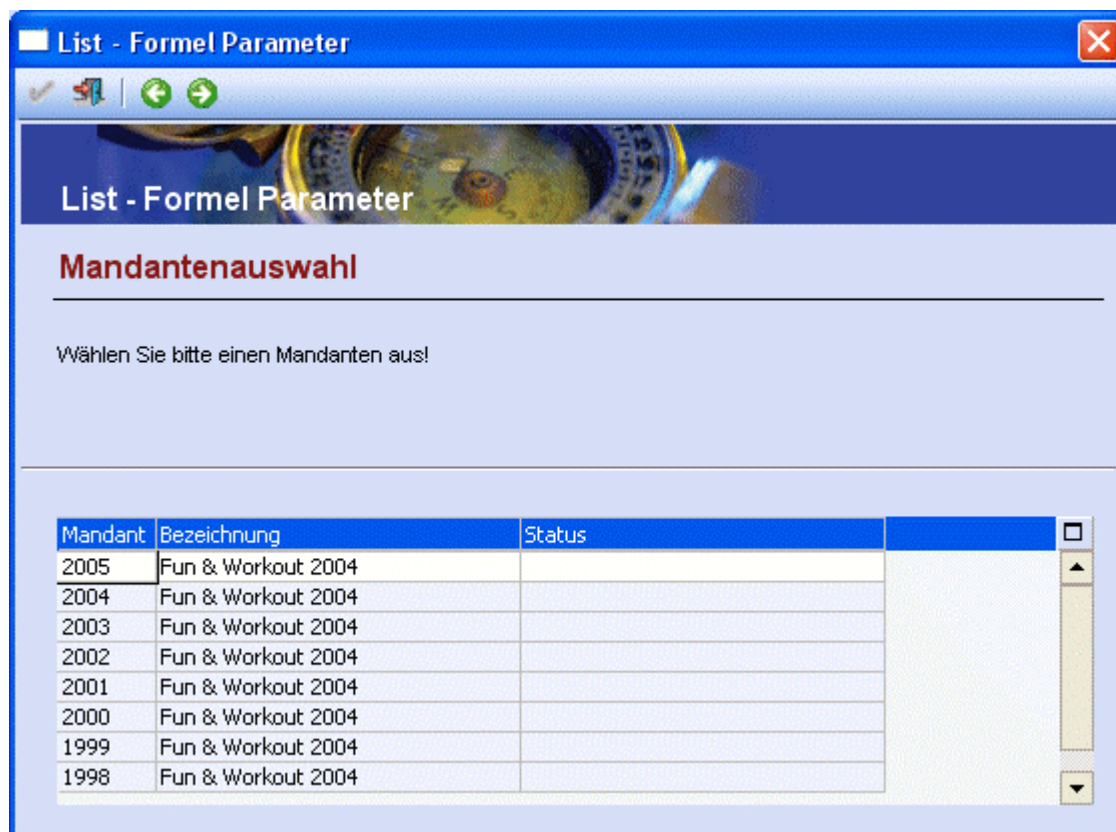 List - Formel Parameter
List - Formel Parameter
Mandantenauswahl
Wählen Sie bitte einen Mandanten aus!
Mandant Bezeichnung Status
2005 Fun & Workout 2004
2004 Fun & Workout 2004
2003 Fun & Workout 2004
2002 Fun & Workout 2004
2001 Fun & Workout 2004
2000 Fun & Workout 2004
1999 Fun & Workout 2004
1998 Fun & Workout 2004